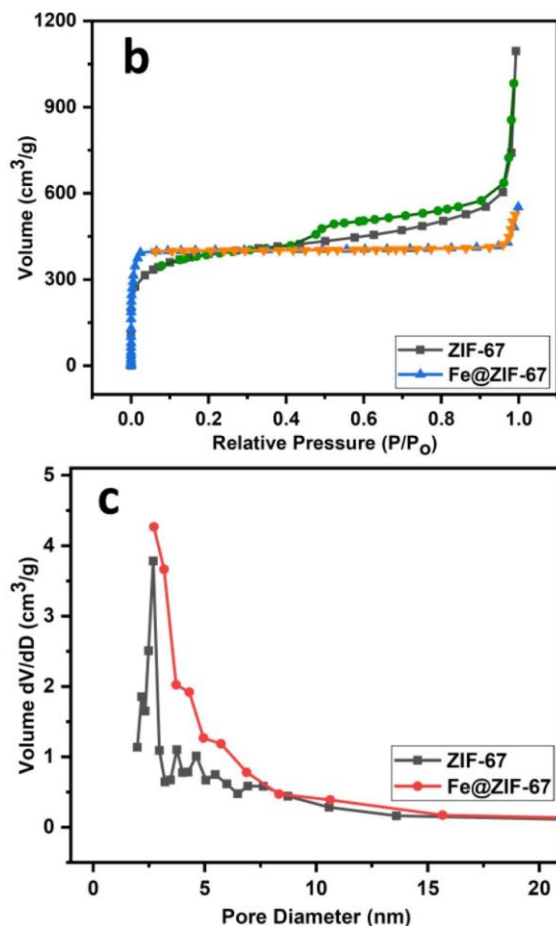 b
1200
900
600
300
0
Volume (cm³/g)
ZIF-67
Fe@ZIF-67
0.0 0.2 0.4 0.6 0.8 1.0
Relative Pressure (P/Pₒ)
c
5
4
3
2
1
0
Volume dV/dD (cm³/g)
ZIF-67
Fe@ZIF-67
0 5 10 15 20
Pore Diameter (nm)